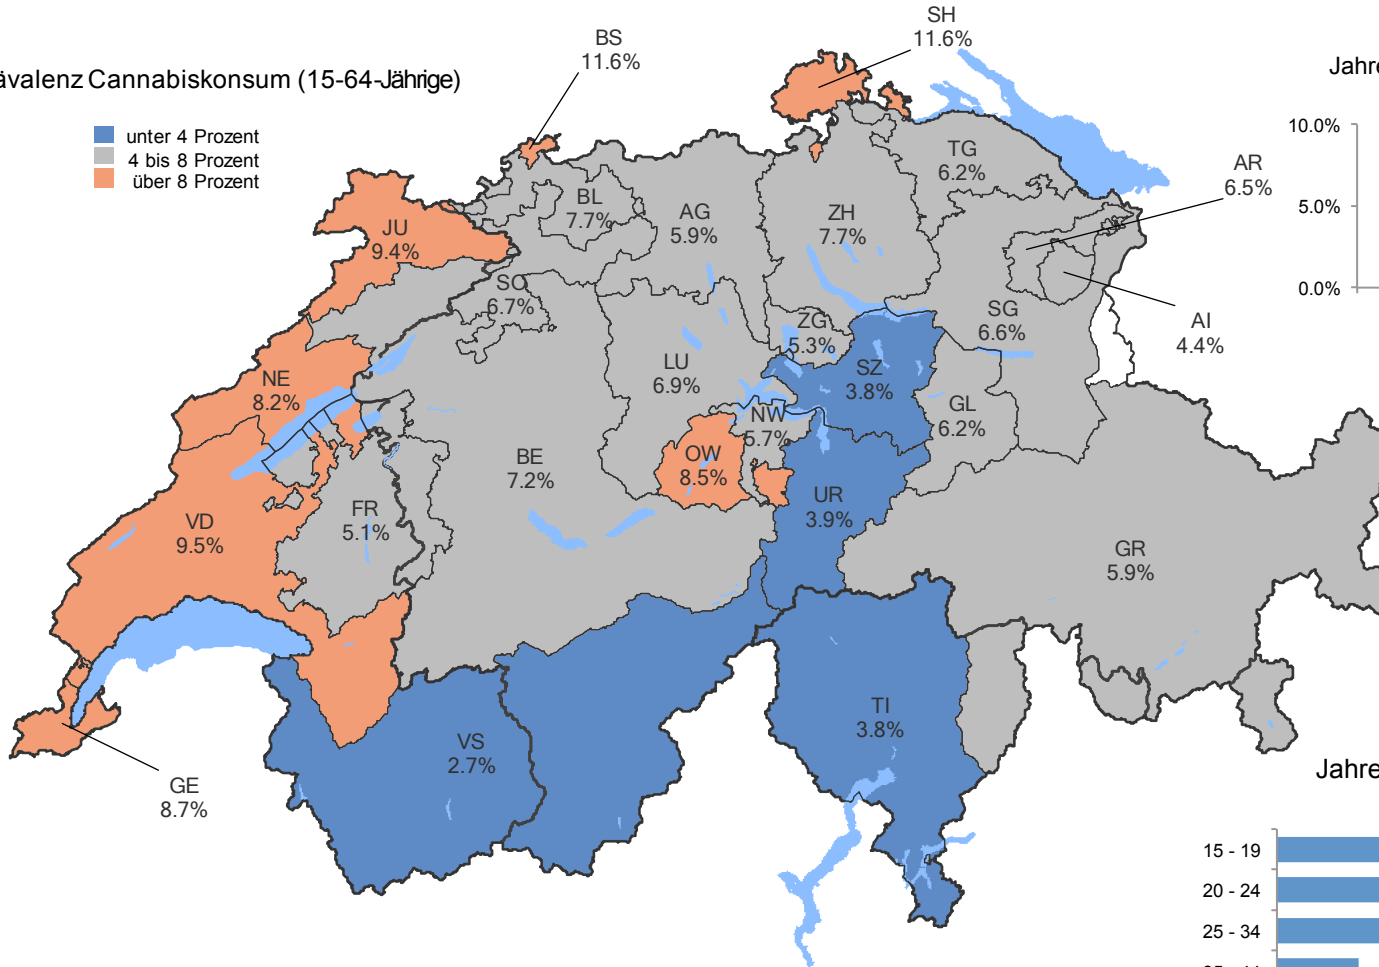 SH
11.6%
BS
11.6%
ävalenz Cannabiskonsum (15-64-Jährige)
Jahre
unter 4 Prozent
4 bis 8 Prozent
über 8 Prozent
10.0%
5.0%
0.0%
TG
6.2%
AR
6.5%
BL
7.7%
AG
5.9%
ZH
7.7%
JU
9.4%
SO
6.7%
ZG
5.3%
SG
6.6%
AI
4.4%
LU
6.9%
SZ
3.8%
NE
8.2%
NW
5.7%
GL
6.2%
OW
8.5%
BE
7.2%
UR
3.9%
FR
5.1%
VD
9.5%
GR
5.9%
TI
3.8%
VS
2.7%
GE
8.7%
Jahre
15 - 19
20 - 24
25 - 34